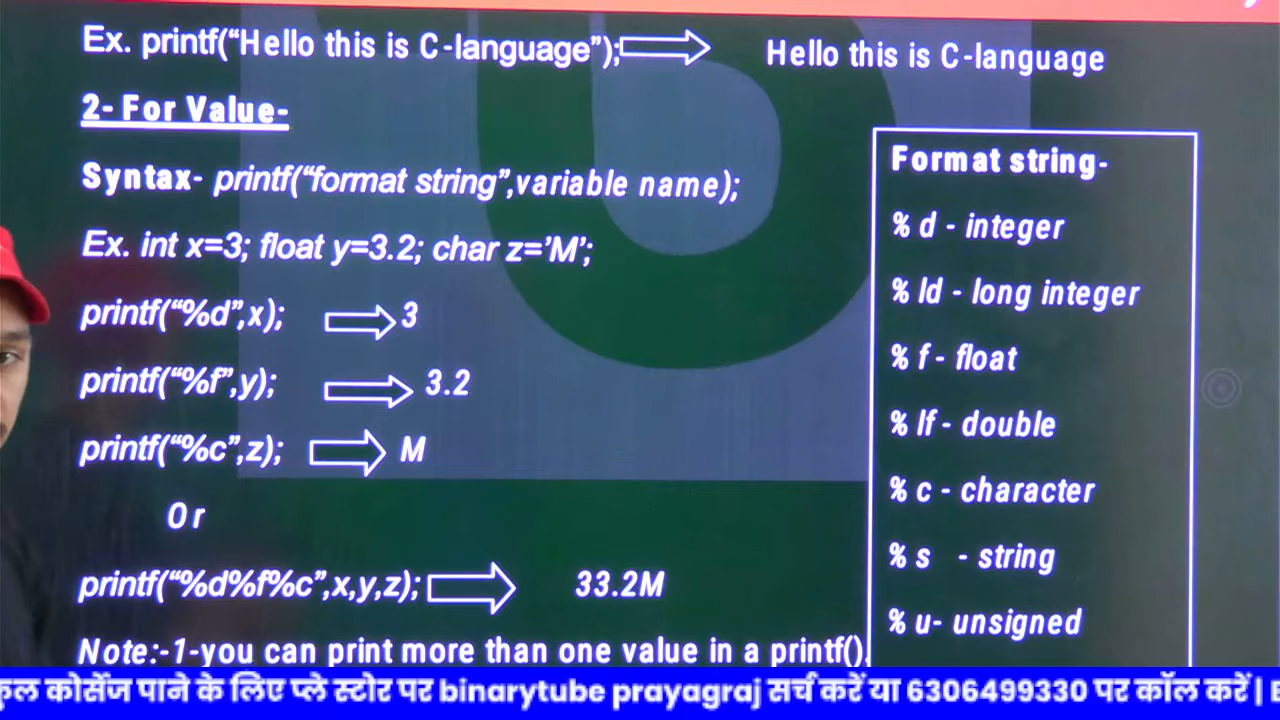 Ex. printf(“Hello this is C-language”); Hello this is C-language
2- For Value-
Syntax- printf(“format string”,variable name);
Ex. int x=3; float y=3.2; char z=’M’;
printf(“%d”,x); 3
printf(“%f”,y); 3.2
printf(“%c”,z); M
Or
printf(“%d%f%c”,x,y,z); 33.2M
Note:-1-you can print more than one value in a printf()
Format string-
% d - integer
% ld - long integer
% f - float
% lf - double
% c - character
% s - string
% u- unsigned
कोर्सेज पाने के लिए प्ले स्टोर पर binarytube prayagraj सर्च करें या 6306499330 पर कॉल करें |